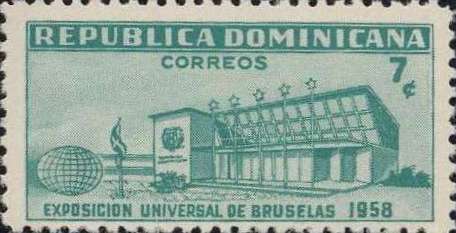 REPUBLICA DOMINICANA
CORREOS 7
¢
EXPOSICION UNIVERSAL DE BRUSELAS 1958